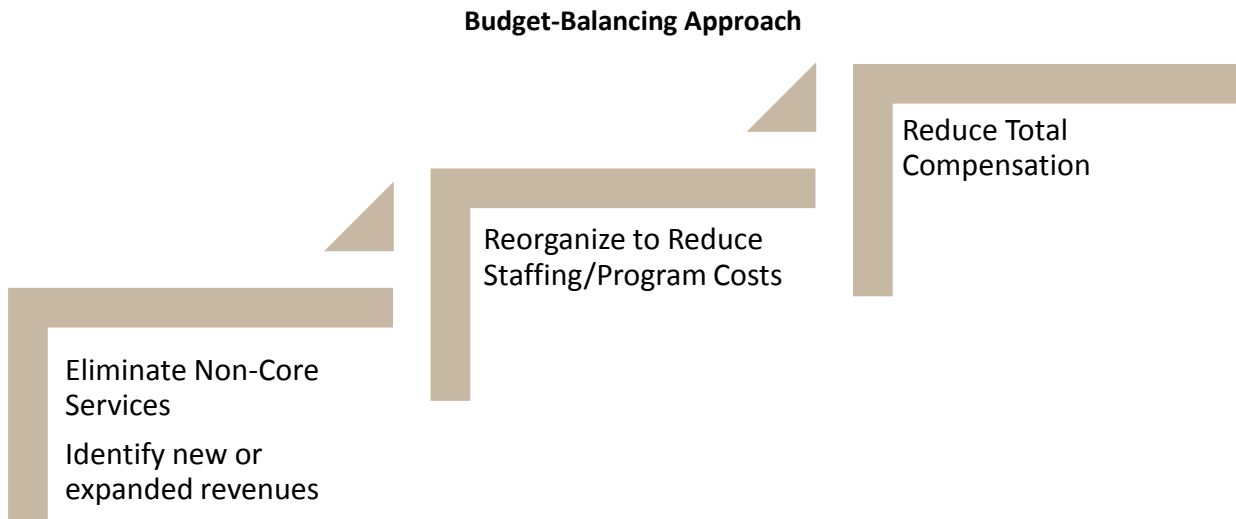 Budget-Balancing Approach
Eliminate Non-Core
Services
Identify new or
expanded revenues
Reorganize to Reduce
Staffing/Program Costs
Reduce Total
Compensation